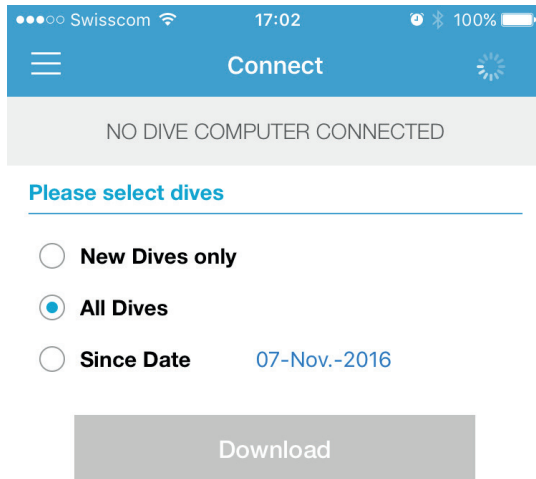 Swisscom 17:02 100%
Connect
NO DIVE COMPUTER CONNECTED
Please select dives
New Dives only
All Dives
Since Date 07-Nov.-2016
Download